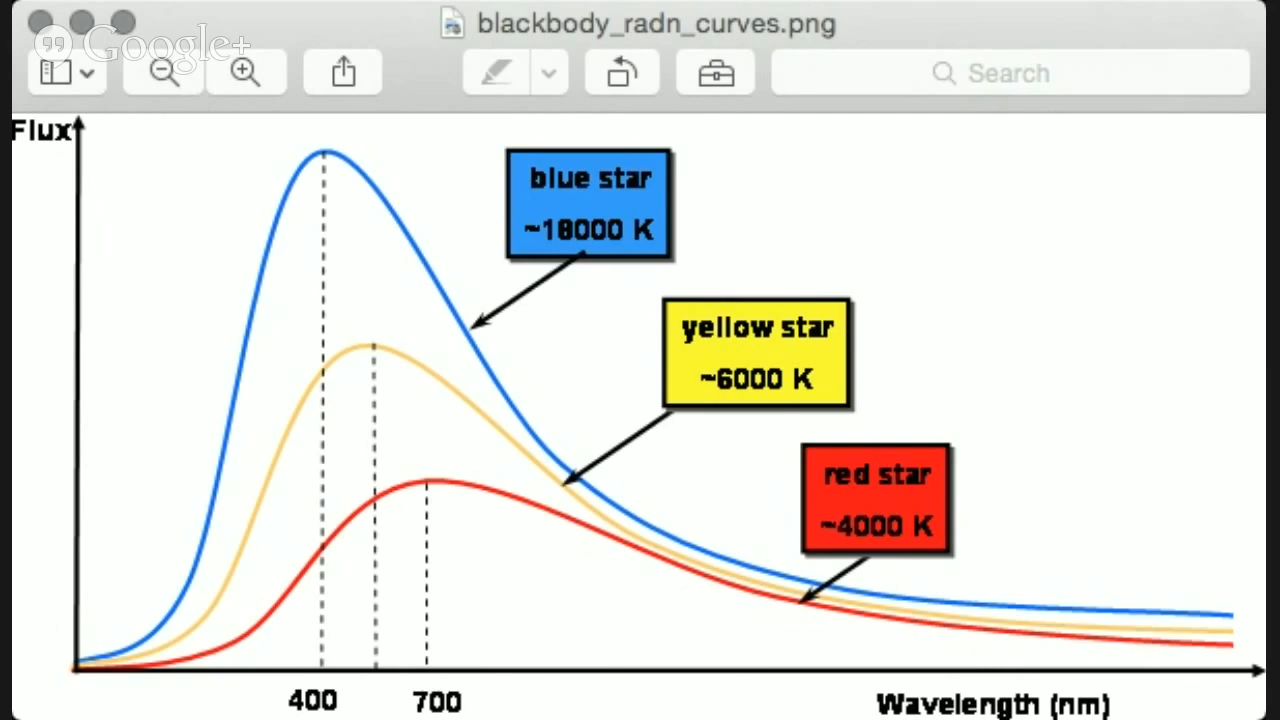 blackbody_radn_curves.png
Google+
Search
Flux
blue star
~18000 K
yellow star
~6000 K
red star
~4000 K
400
700
Wavelength (nm)